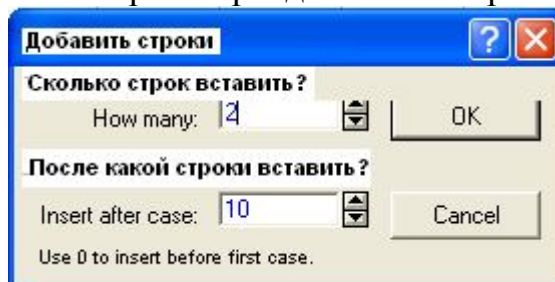 Добавить строки
Сколько строк вставить?
How many: 2 OK
После какой строки вставить?
Insert after case: 10 Cancel
Use 0 to insert before first case.